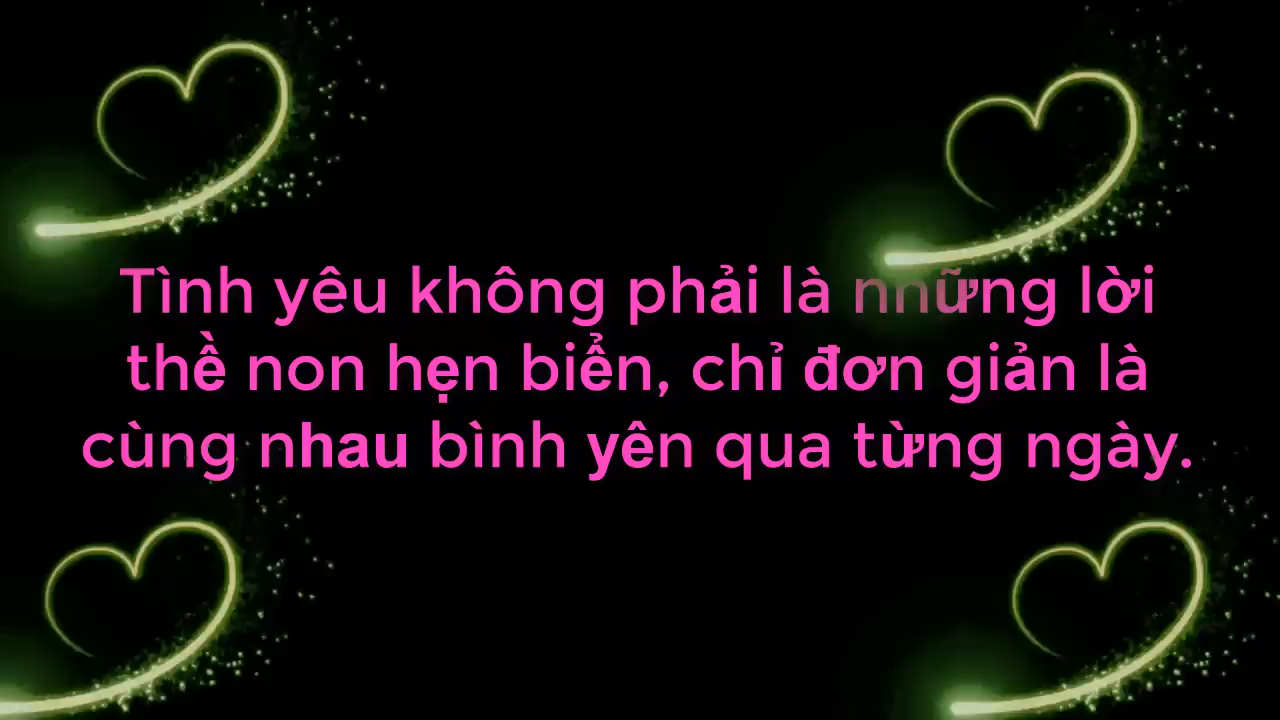 Tình yêu không phải là những lời
thề non hẹn biển, chỉ đơn giản là
cùng nhau bình yên qua từng ngày.